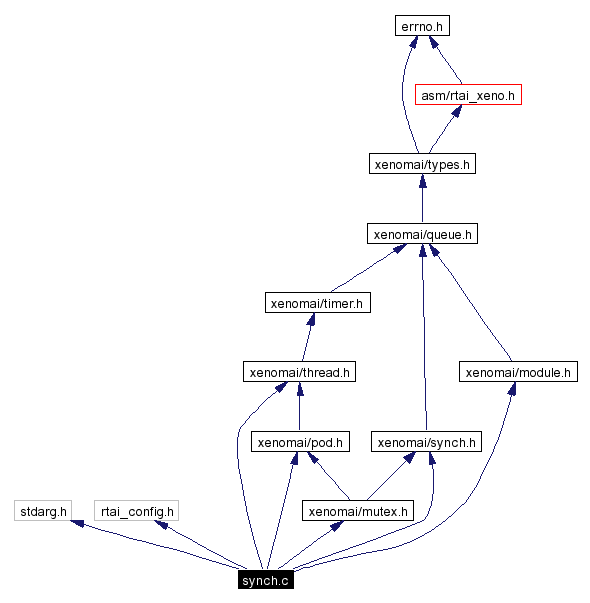 errno.h
asm/rtai_xeno.h
xenomai/types.h
xenomai/queue.h
xenomai/timer.h
xenomai/thread.h
xenomai/module.h
xenomai/pod.h
xenomai/synch.h
stdarg.h
rtai_config.h
xenomai/mutex.h
synch.c